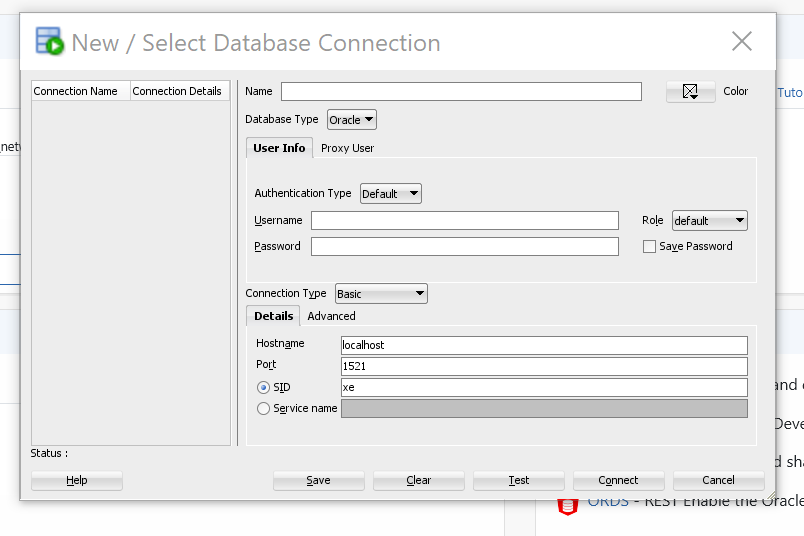 New / Select Database Connection
Connection Name Connection Details
Name
Color
Tuto
Database Type Oracle
netw
User Info Proxy User
Authentication Type Default
Username
Role default
Password
Save Password
Connection Type Basic
Details Advanced
Hostname localhost
Port 1521
SID xe
and
Service name
Deve
Status :
d sha
Help Save Clear Test Connect Cancel
ORDS - REST Enable the Oracle